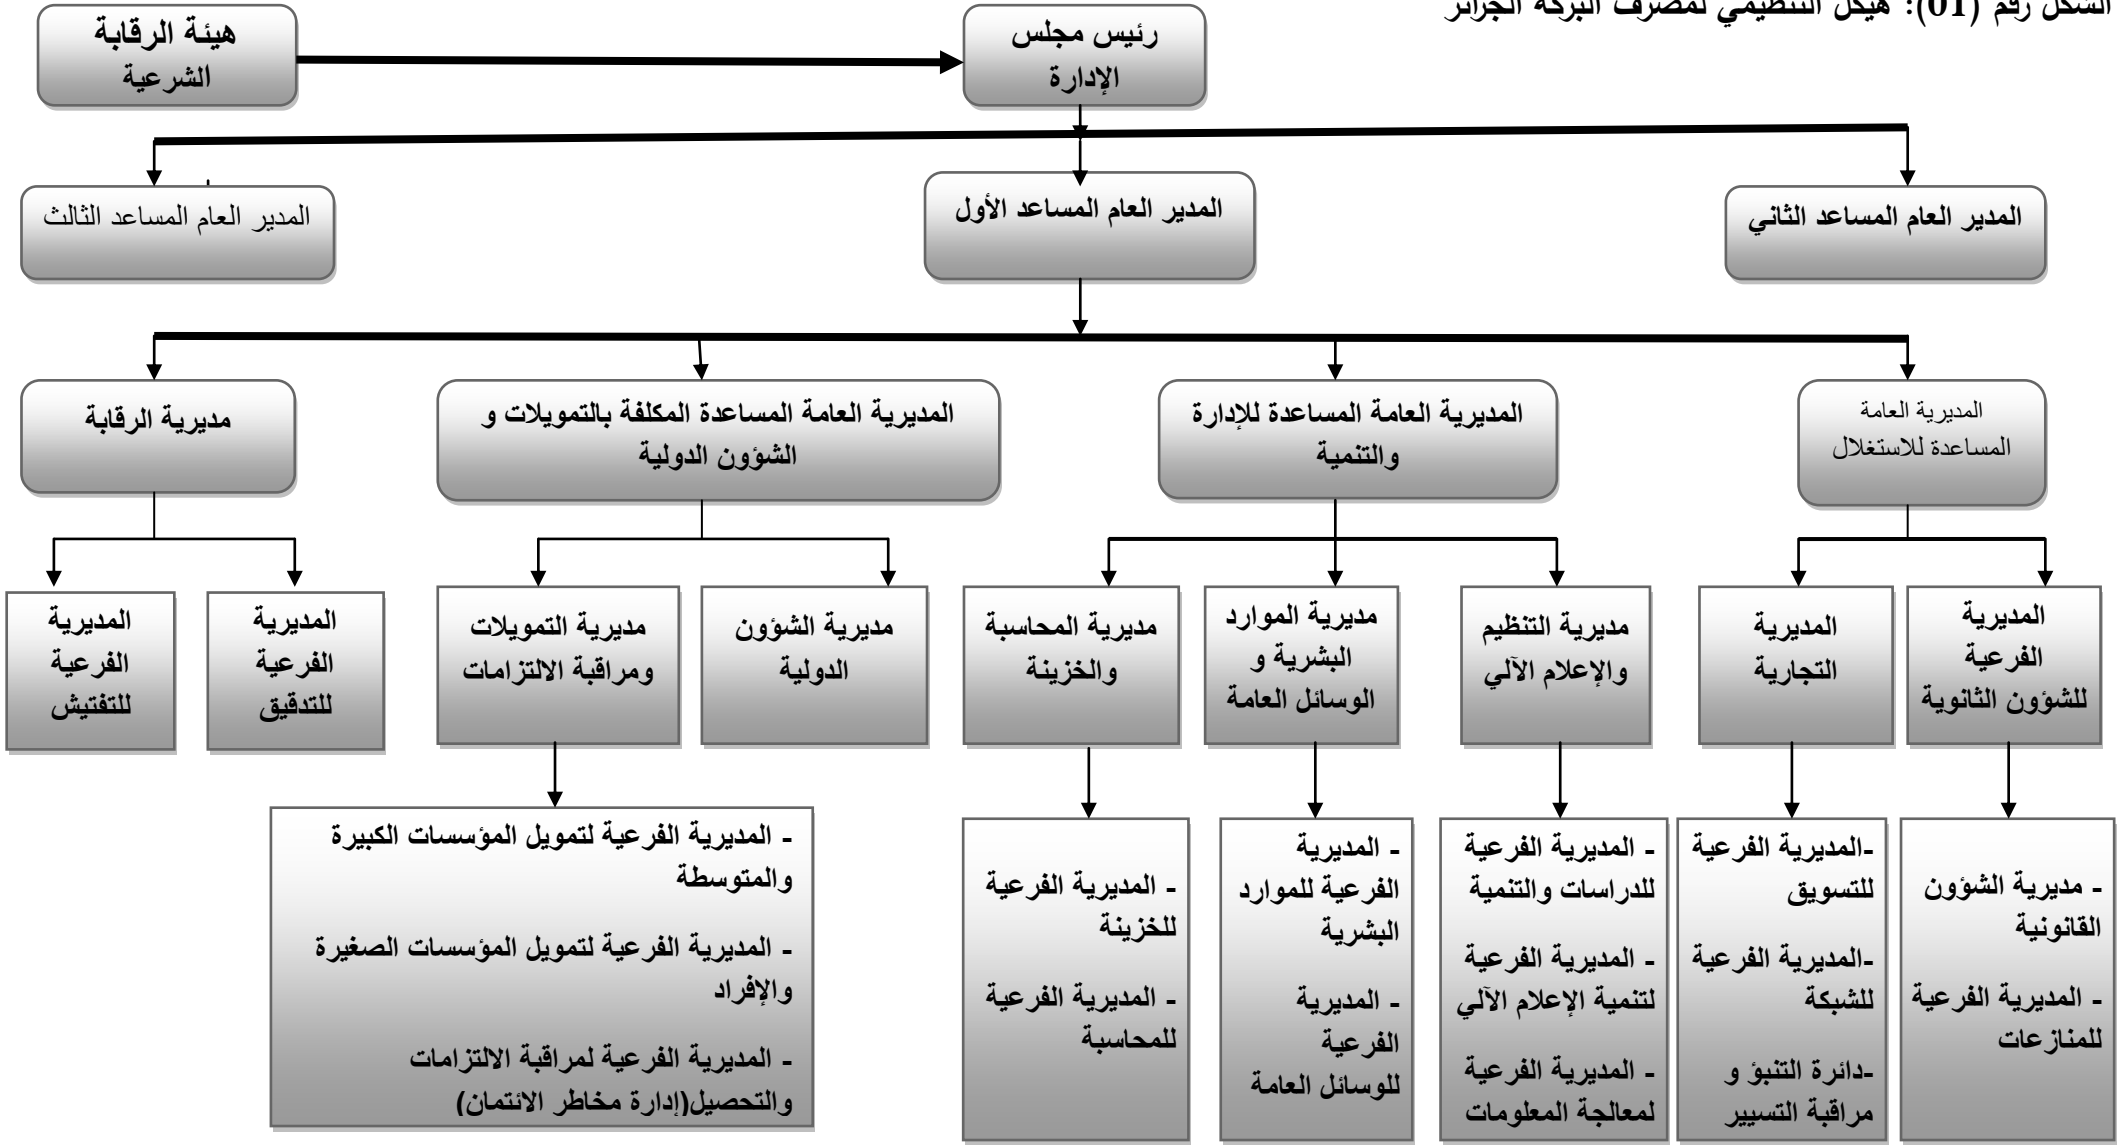 الشكل رقم (01): هيكل التنظيمي لمصرف البركة الجزائر
رئيس مجلس
الإدارة
هيئة الرقابة
الشرعية
المدير العام المساعد الثاني
المدير العام المساعد الأول
المدير العام المساعد الثالث
المديرية العامة
المساعدة للاستغلال
المديرية العامة المساعدة للإدارة
والتنمية
المديرية العامة المساعدة المكلفة بالتمويلات و
الشؤون الدولية
مديرية الرقابة
المديرية
الفرعية
للشؤون الثانوية
المديرية
التجارية
مديرية التنظيم
والإعلام الآلي
مديرية الموارد
البشرية و
الوسائل العامة
مديرية المحاسبة
والخزينة
مديرية الشؤون
الدولية
مديرية التمويلات
ومراقبة الالتزامات
المديرية
الفرعية
للتدقيق
المديرية
الفرعية
للتفتيش
- مديرية الشؤون
القانونية
- المديرية الفرعية
للمنازعات
-المديرية الفرعية
للتسويق
-المديرية الفرعية
للشبكة
-دائرة التنبؤ و
مراقبة التسيير
- المديرية الفرعية
للدراسات والتنمية
- المديرية الفرعية
لتنمية الإعلام الآلي
- المديرية الفرعية
لمعالجة المعلومات
- المديرية
الفرعية للموارد
البشرية
- المديرية
الفرعية
للوسائل العامة
- المديرية الفرعية
للخزينة
- المديرية الفرعية
للمحاسبة
- المديرية الفرعية لتمويل المؤسسات الكبيرة
والمتوسطة
- المديرية الفرعية لتمويل المؤسسات الصغيرة
والإفراد
- المديرية الفرعية لمراقبة الالتزامات
والتحصيل(إدارة مخاطر الائتمان)